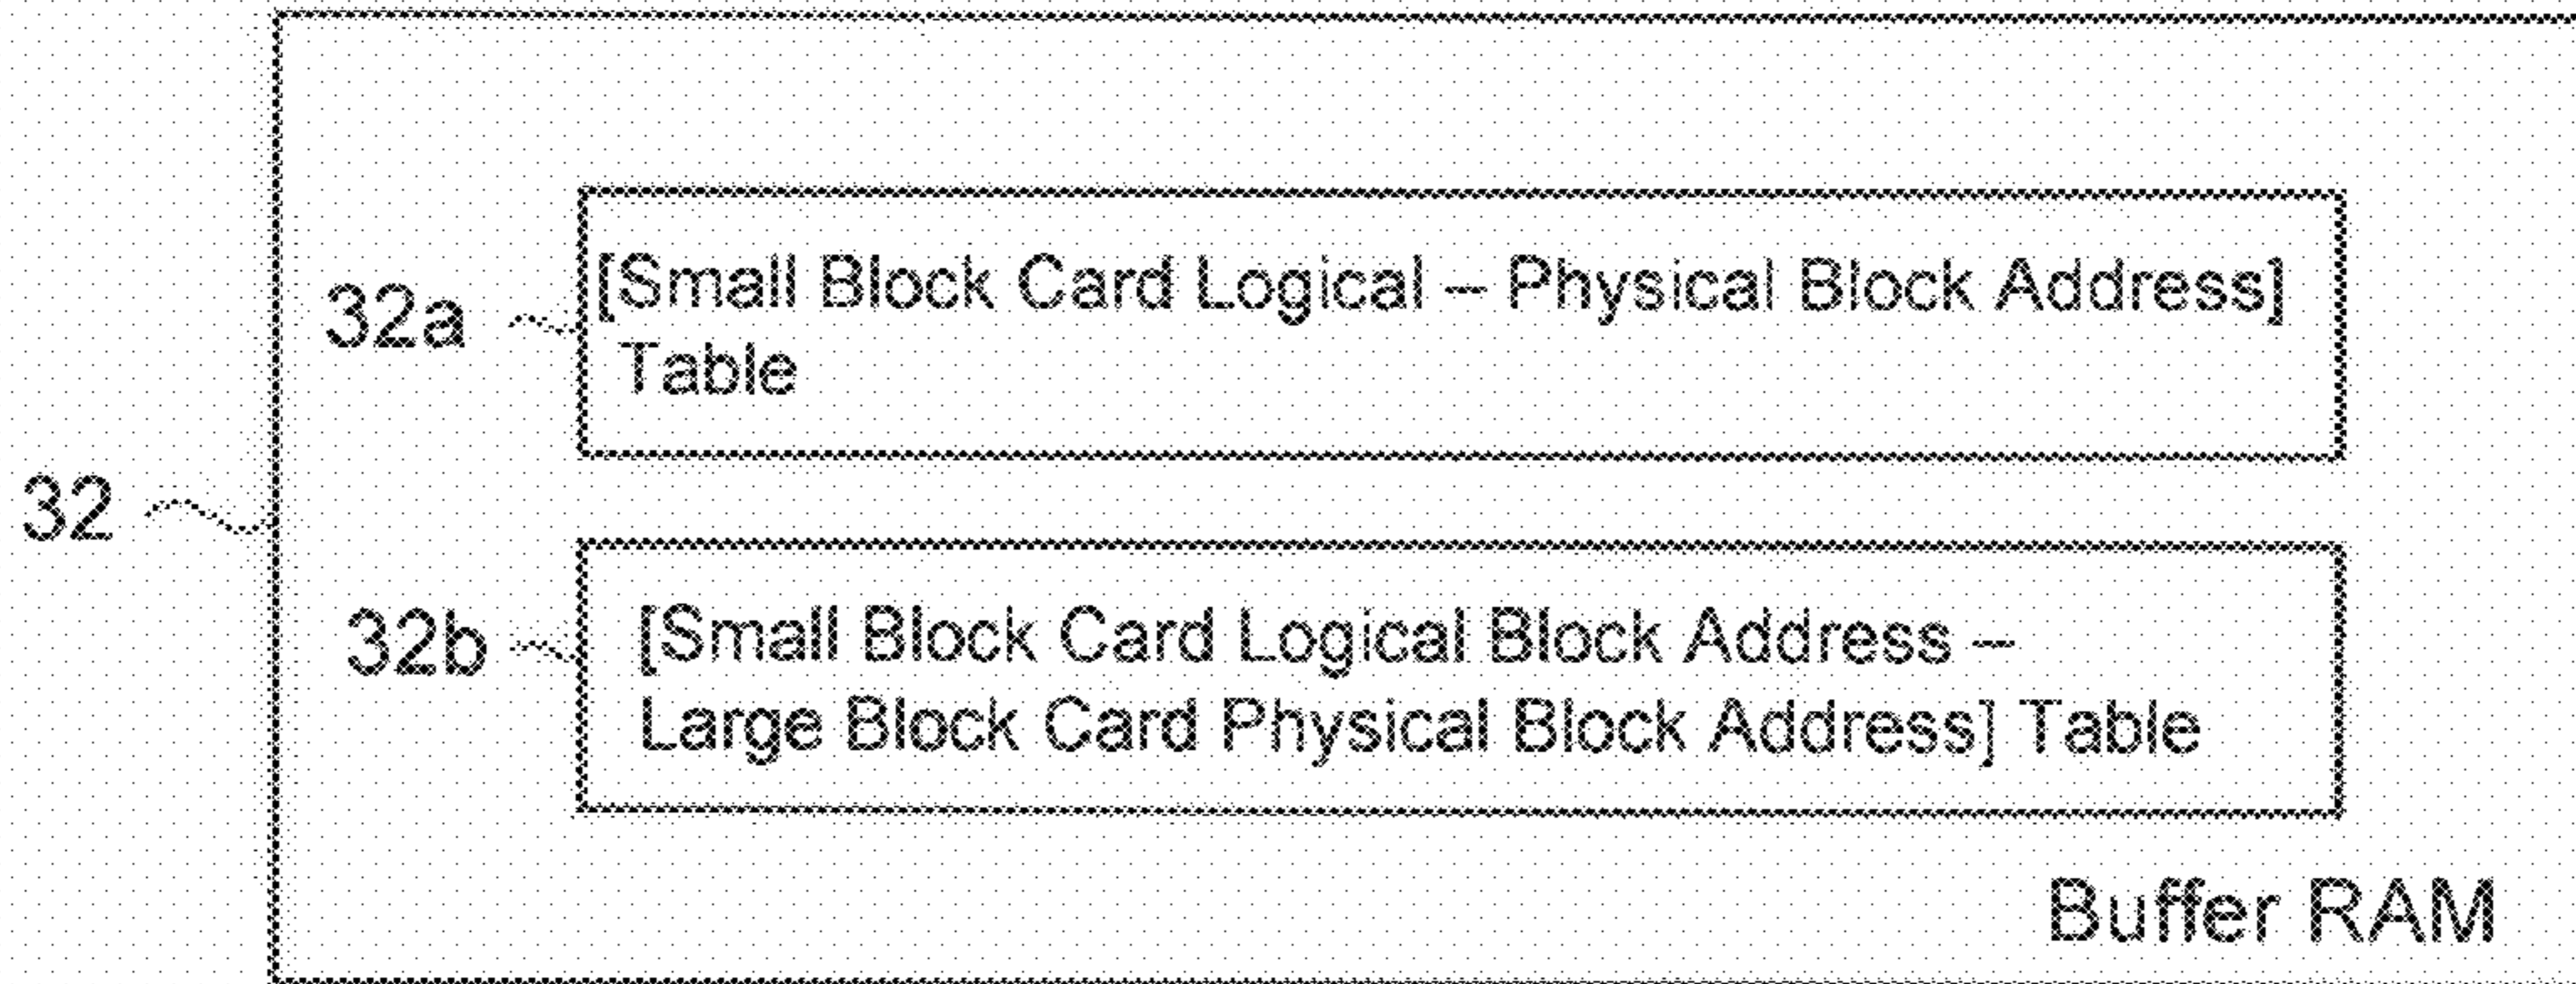 32a [Small Block Card Logical – Physical Block Address]
Table
32
32b [Small Block Card Logical Block Address –
Large Block Card Physical Block Address] Table
Buffer RAM